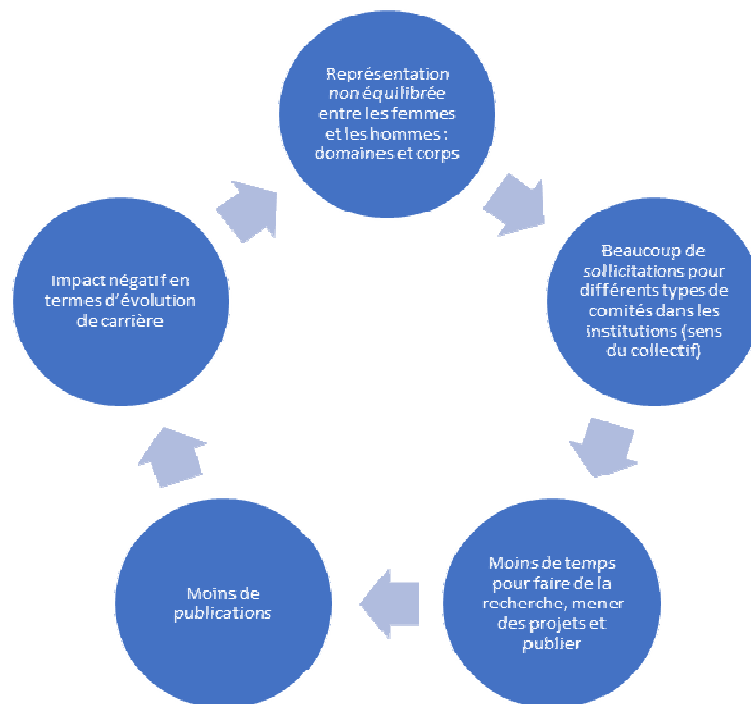 Représentation
non équilibrée
entre les femmes
et les hommes :
domaines et corps
Beaucoup de
sollicitations pour
différents types de
comités dans les
institutions (sens
du collectif)
Moins de temps
pour faire de la
recherche, mener
des projets et
publier
Moins de
publications
Impact négatif en
termes d'évolution
de carrière